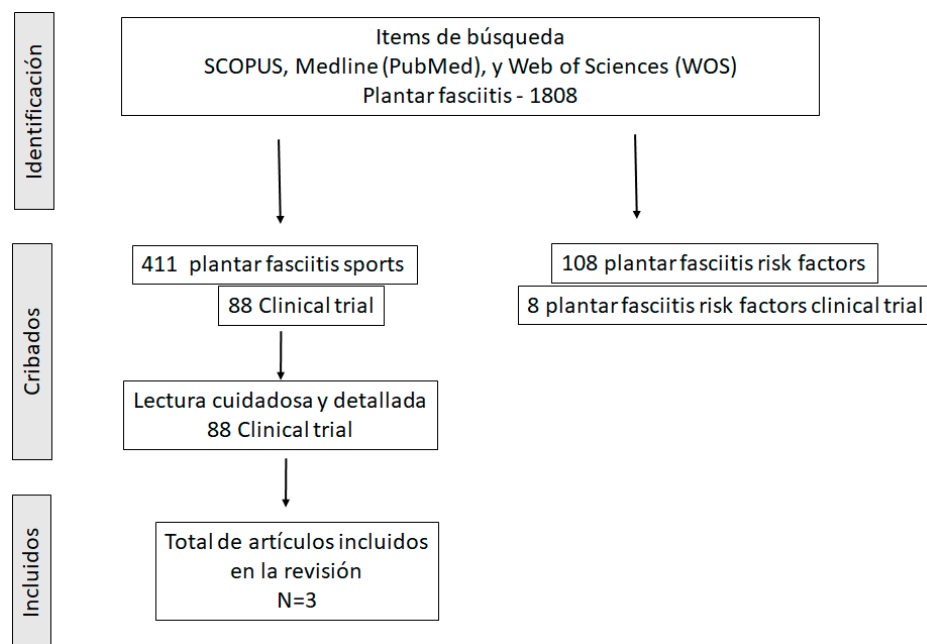 Identificación
Items de búsqueda
SCOPUS, Medline (PubMed), y Web of Sciences (WOS)
Plantar fasciitis - 1808
Cribados
411 plantar fasciitis sports
88 Clinical trial
108 plantar fasciitis risk factors
8 plantar fasciitis risk factors clinical trial
Lectura cuidadosa y detallada
88 Clinical trial
Incluidos
Total de artículos incluidos
en la revisión
N=3